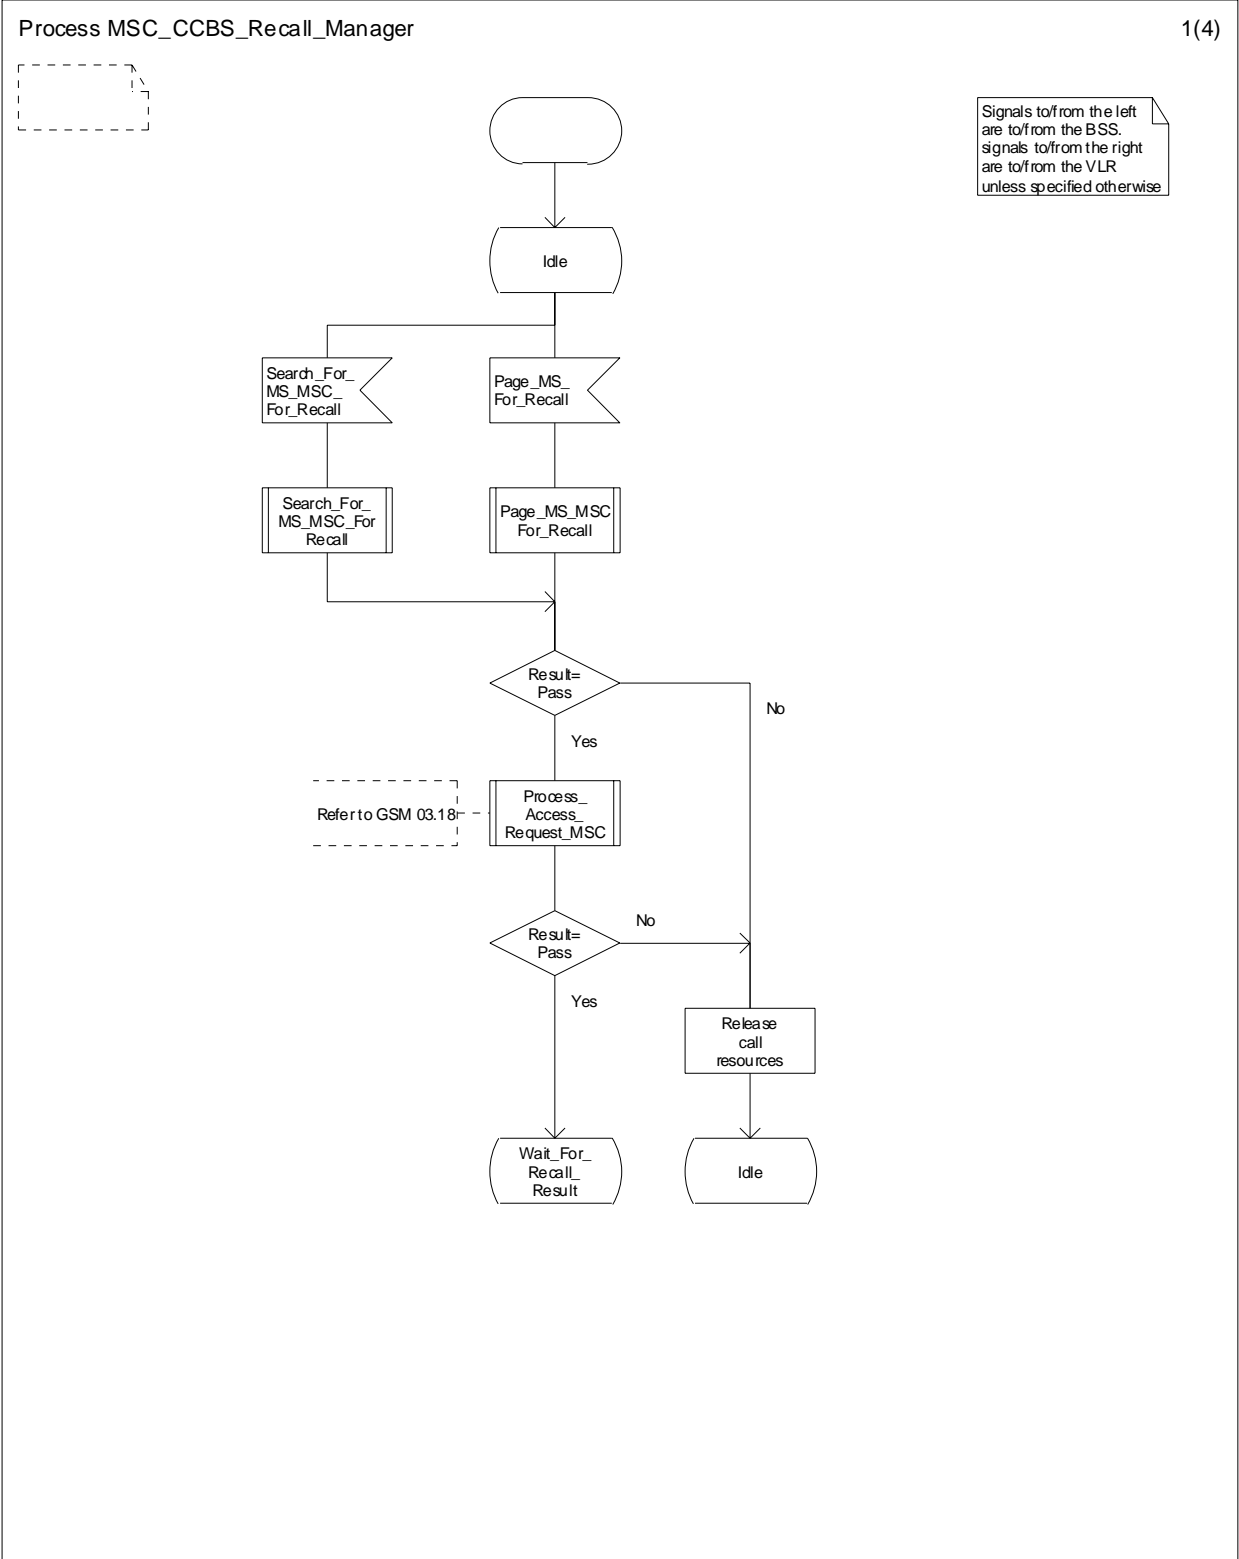 Process MSC_CCBS_Recall_Manager
1(4)
Signals to/from the left
are to/from the BSS.
signals to/from the right
are to/from the VLR
unless specified otherwise
Idle
Search_For_
MS_MSC_
For_Recall
Page_MS_
For_Recall
Search_For_
MS_MSC_For
Recall
Page_MS_MSC
For_Recall
Result=
Pass
No
Yes
Refer to GSM 03.18
Process_
Access_
Request_MSC
Result=
Pass
No
Yes
Release
call
resources
Wait_For_
Recall_
Result
Idle